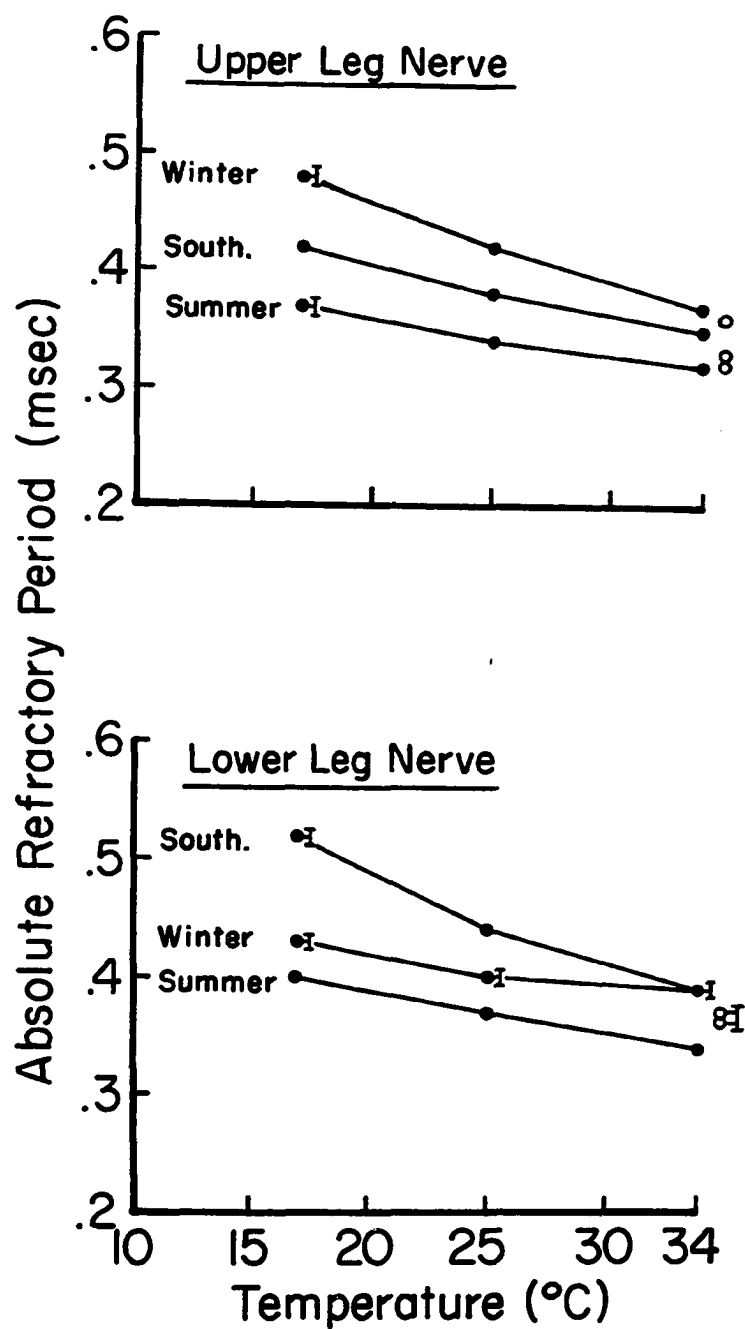 Absolute Refractory Period (msec)
Upper Leg Nerve
.6
.5
.4
.3
.2
Winter
South.
Summer
Lower Leg Nerve
.6
.5
.4
.3
.2
South.
Winter
Summer
10 15 20 25 30 34
Temperature (°C)